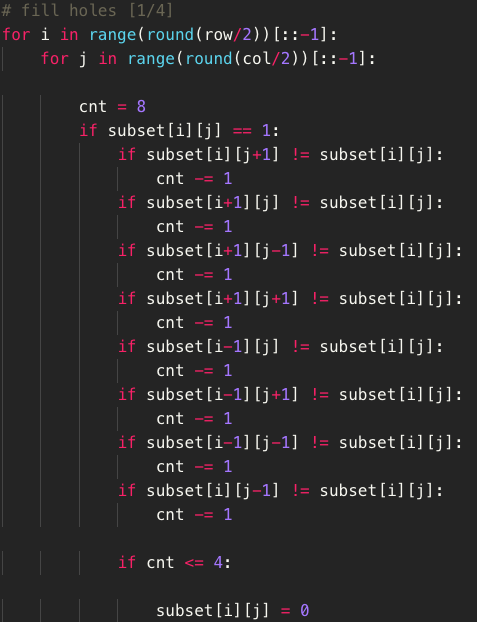 # fill holes [1/4]
for i in range(round(row/2))[::-1]:
    for j in range(round(col/2))[::-1]:

        cnt = 8
        if subset[i][j] == 1:
            if subset[i][j+1] != subset[i][j]:
                cnt -= 1
            if subset[i+1][j] != subset[i][j]:
                cnt -= 1
            if subset[i+1][j-1] != subset[i][j]:
                cnt -= 1
            if subset[i+1][j+1] != subset[i][j]:
                cnt -= 1
            if subset[i-1][j] != subset[i][j]:
                cnt -= 1
            if subset[i-1][j+1] != subset[i][j]:
                cnt -= 1
            if subset[i-1][j-1] != subset[i][j]:
                cnt -= 1
            if subset[i][j-1] != subset[i][j]:
                cnt -= 1

            if cnt <= 4:

                subset[i][j] = 0